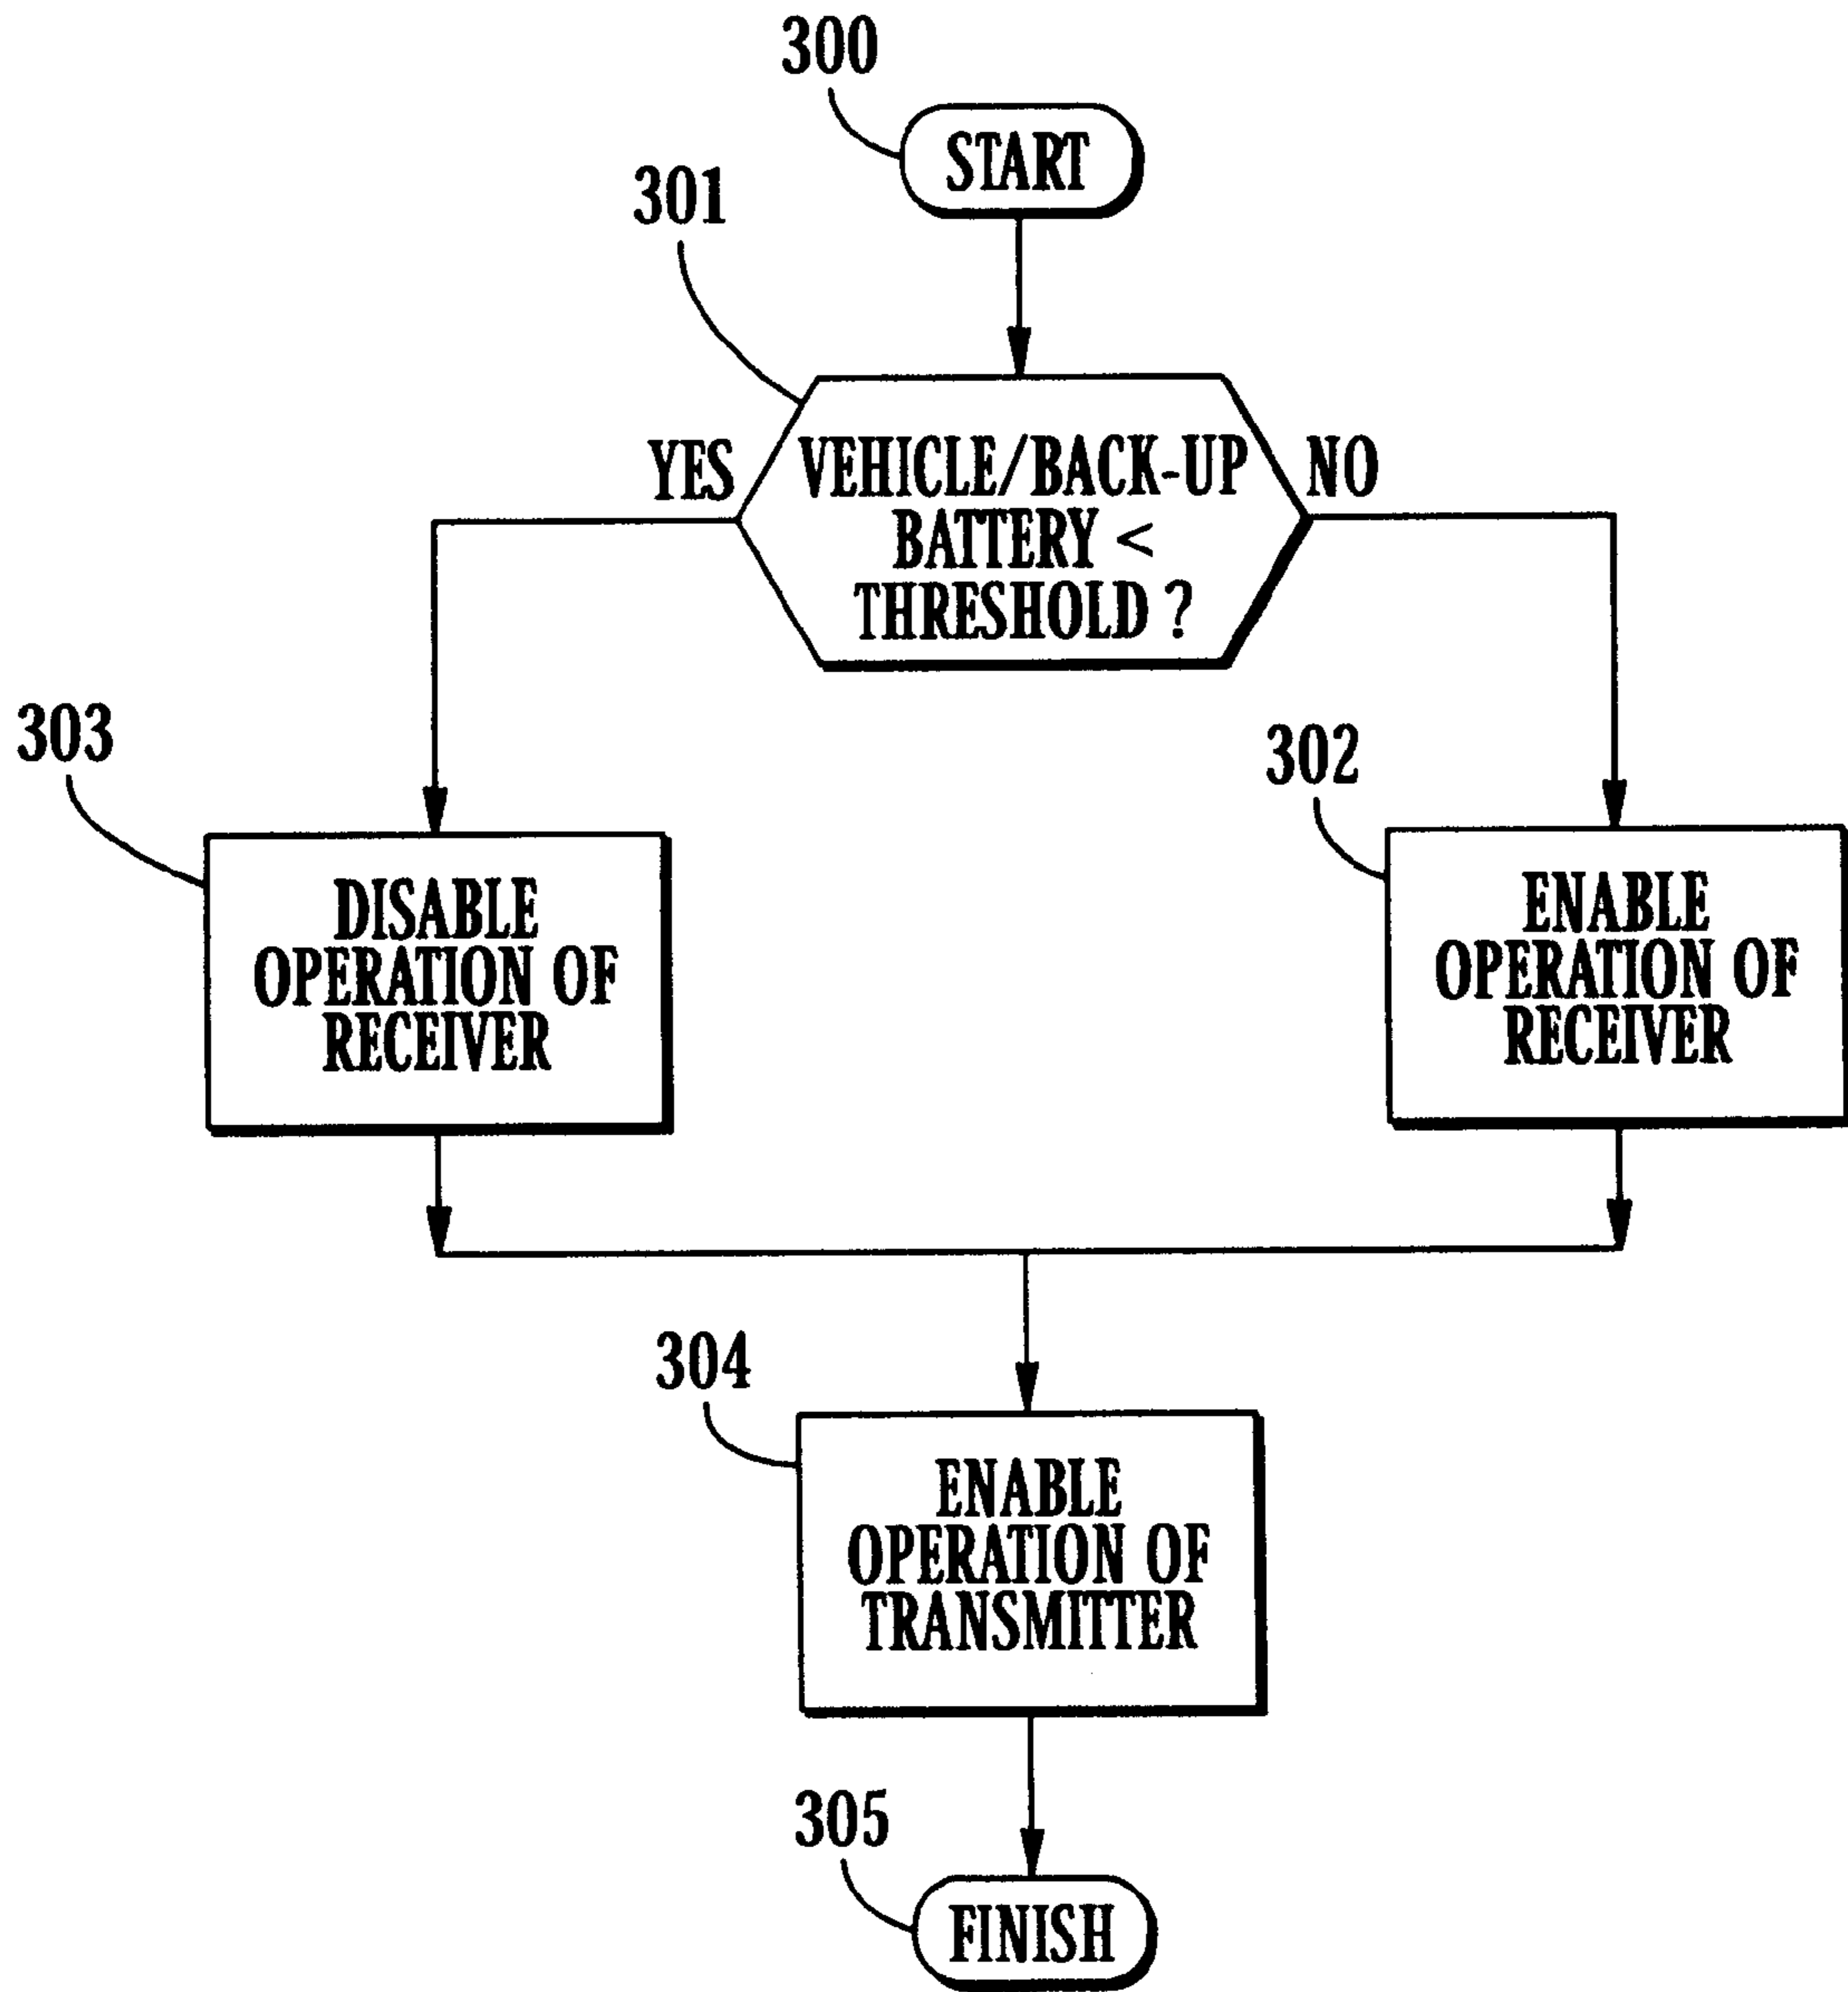 300
START
301
YES
VEHICLE/BACK-UP
BATTERY <
THRESHOLD ?
NO
303
DISABLE
OPERATION OF
RECEIVER
302
ENABLE
OPERATION OF
RECEIVER
304
ENABLE
OPERATION OF
TRANSMITTER
305
FINISH